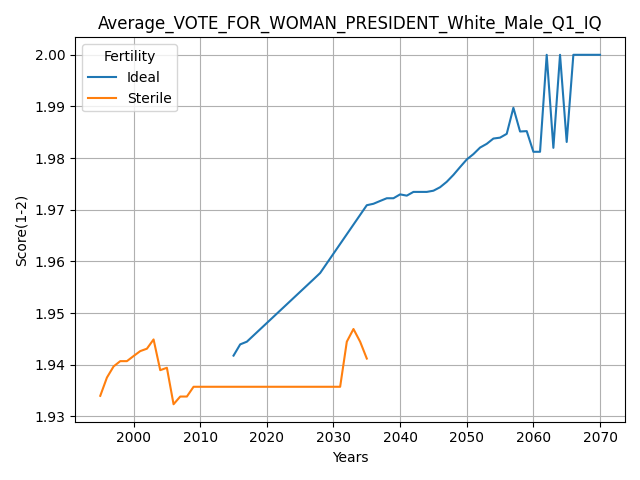 Average_VOTE_FOR_WOMAN_PRESIDENT_White_Male_Q1_IQ
Fertility
Ideal
Sterile
Score(1-2)
2.00
1.99
1.98
1.97
1.96
1.95
1.94
1.93
2000 2010 2020 2030 2040 2050 2060 2070
Years